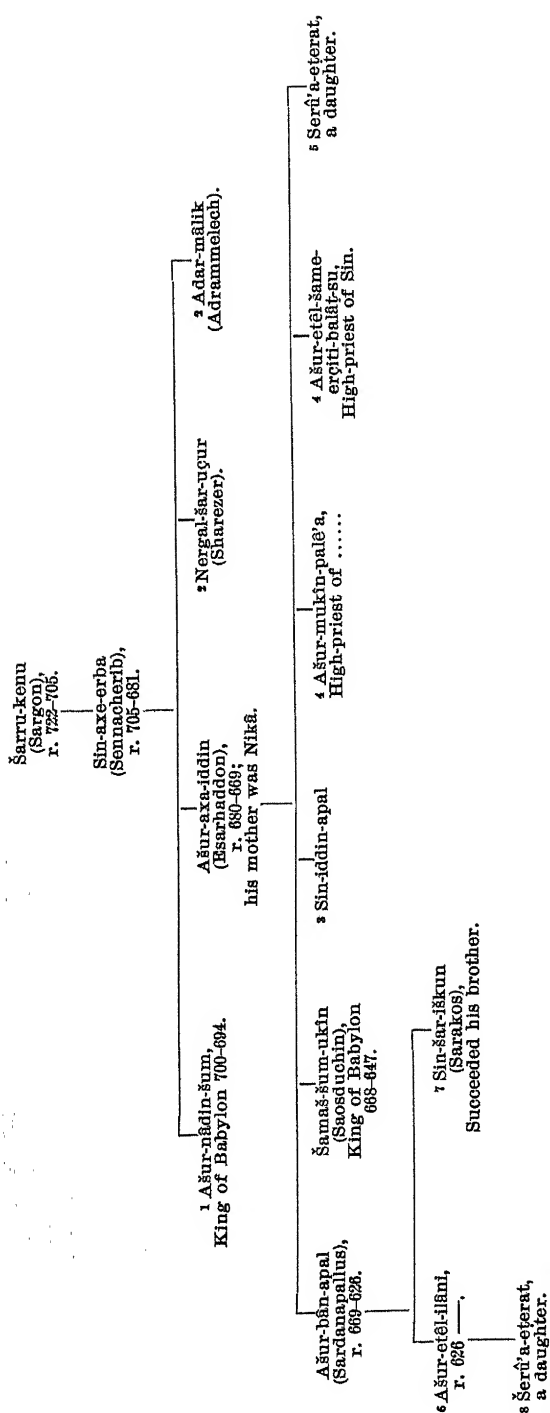 Šarru-kenu
(Sargon),
r. 722–705.
Sin-axe-erba
(Sennacherib),
r. 705–681.
¹ Ašur-nâdin-šum,
King of Babylon 700–694.
Ašur-axa-iddin
(Esarhaddon),
r. 680–669;
his mother was Nikâ.
² Nergal-šar-uçur
(Sharezer).
² Adar-mâlik
(Adrammelech).
Ašur-bân-apal
(Sardanapallus),
r. 669–626.
Šamaš-šum-ukîn
(Saosduchin),
King of Babylon
668–647.
³ Sin-iddin-apal
⁴ Ašur-mukîn-palê'a,
High-priest of ......
⁴ Ašur-etêl-šame-
erçiti-balâṭ-su,
High-priest of Sin.
⁵ Šerû'a-eṭerat,
a daughter.
⁶ Ašur-etêl-ilâni,
r. 626 —.
⁷ Sin-šar-iškun
(Sarakos),
Succeeded his brother.
⁸ Šerû'a-eṭerat,
a daughter.